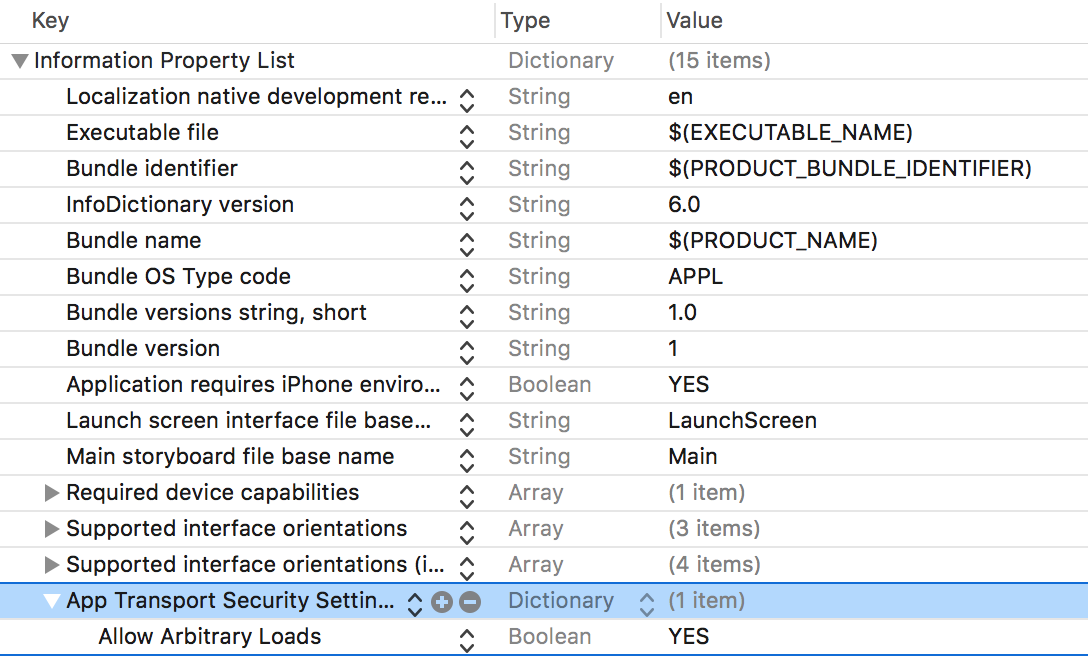 Key Type Value
Information Property List Dictionary (15 items)
Localization native development re... String en
Executable file String $(EXECUTABLE_NAME)
Bundle identifier String $(PRODUCT_BUNDLE_IDENTIFIER)
InfoDictionary version String 6.0
Bundle name String $(PRODUCT_NAME)
Bundle OS Type code String APPL
Bundle versions string, short String 1.0
Bundle version String 1
Application requires iPhone enviro... Boolean YES
Launch screen interface file base... String LaunchScreen
Main storyboard file base name String Main
Required device capabilities Array (1 item)
Supported interface orientations Array (3 items)
Supported interface orientations (i... Array (4 items)
App Transport Security Settin... Dictionary (1 item)
Allow Arbitrary Loads Boolean YES